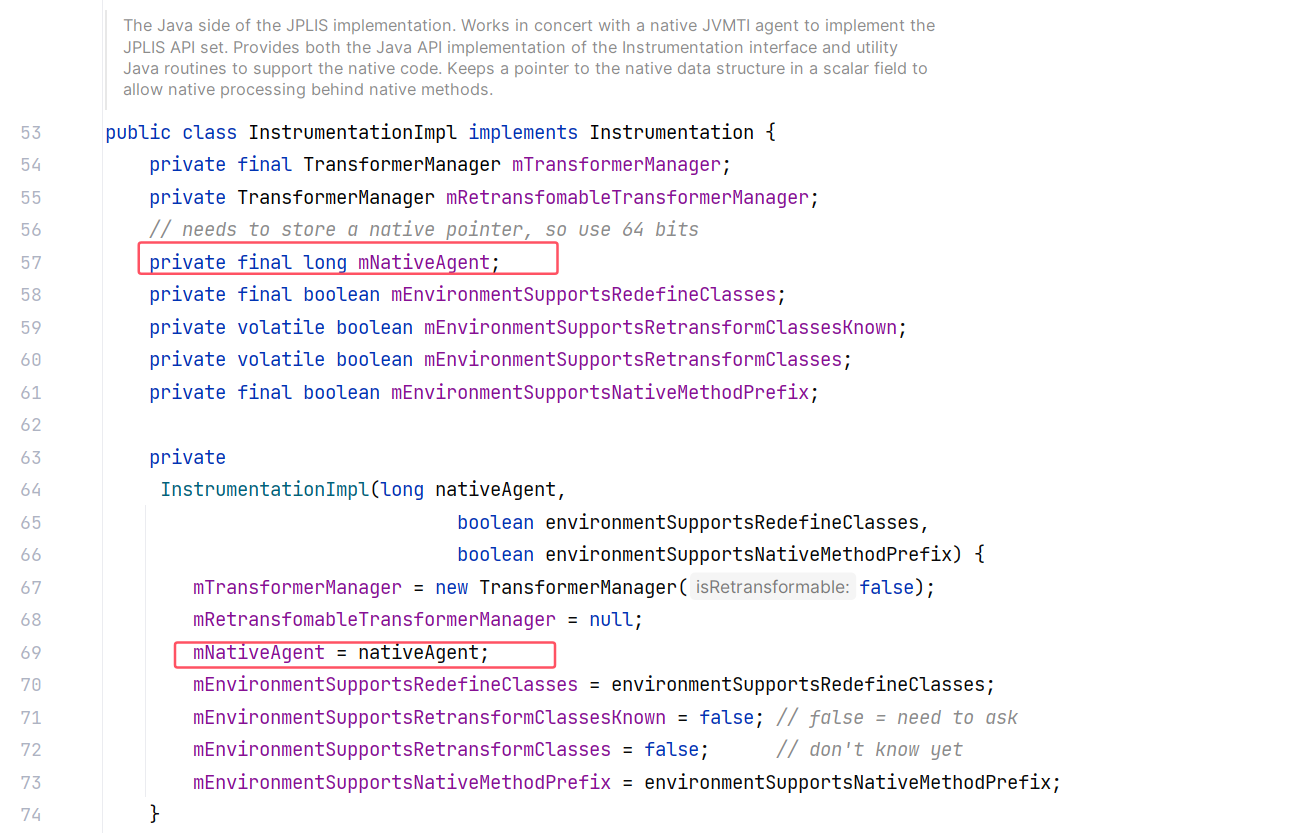 The Java side of the JPLIS implementation. Works in concert with a native JVMTI agent to implement the
JPLIS API set. Provides both the Java API implementation of the Instrumentation interface and utility
Java routines to support the native code. Keeps a pointer to the native data structure in a scalar field to
allow native processing behind native methods.
53 public class InstrumentationImpl implements Instrumentation {
54 private final TransformerManager mTransformerManager;
55 private TransformerManager mRetransfomableTransformerManager;
56 // needs to store a native pointer, so use 64 bits
57 private final long mNativeAgent;
58 private final boolean mEnvironmentSupportsRedefineClasses;
59 private volatile boolean mEnvironmentSupportsRetransformClassesKnown;
60 private volatile boolean mEnvironmentSupportsRetransformClasses;
61 private final boolean mEnvironmentSupportsNativeMethodPrefix;
62
63 private
64 InstrumentationImpl(long nativeAgent,
65 boolean environmentSupportsRedefineClasses,
66 boolean environmentSupportsNativeMethodPrefix) {
67 mTransformerManager = new TransformerManager( isRetransformable: false);
68 mRetransfomableTransformerManager = null;
69 mNativeAgent = nativeAgent;
70 mEnvironmentSupportsRedefineClasses = environmentSupportsRedefineClasses;
71 mEnvironmentSupportsRetransformClassesKnown = false; // false = need to ask
72 mEnvironmentSupportsRetransformClasses = false; // don't know yet
73 mEnvironmentSupportsNativeMethodPrefix = environmentSupportsNativeMethodPrefix;
74 }